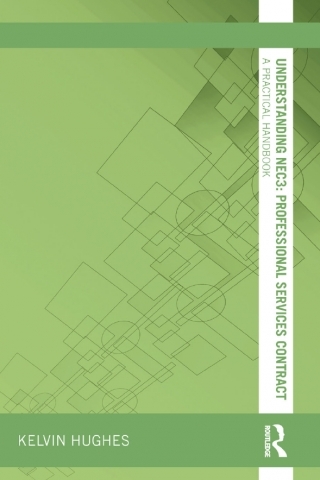 UNDERSTANDING NEC3: PROFESSIONAL SERVICES CONTRACT
A PRACTICAL HANDBOOK
ROUTLEDGE
KELVIN HUGHES